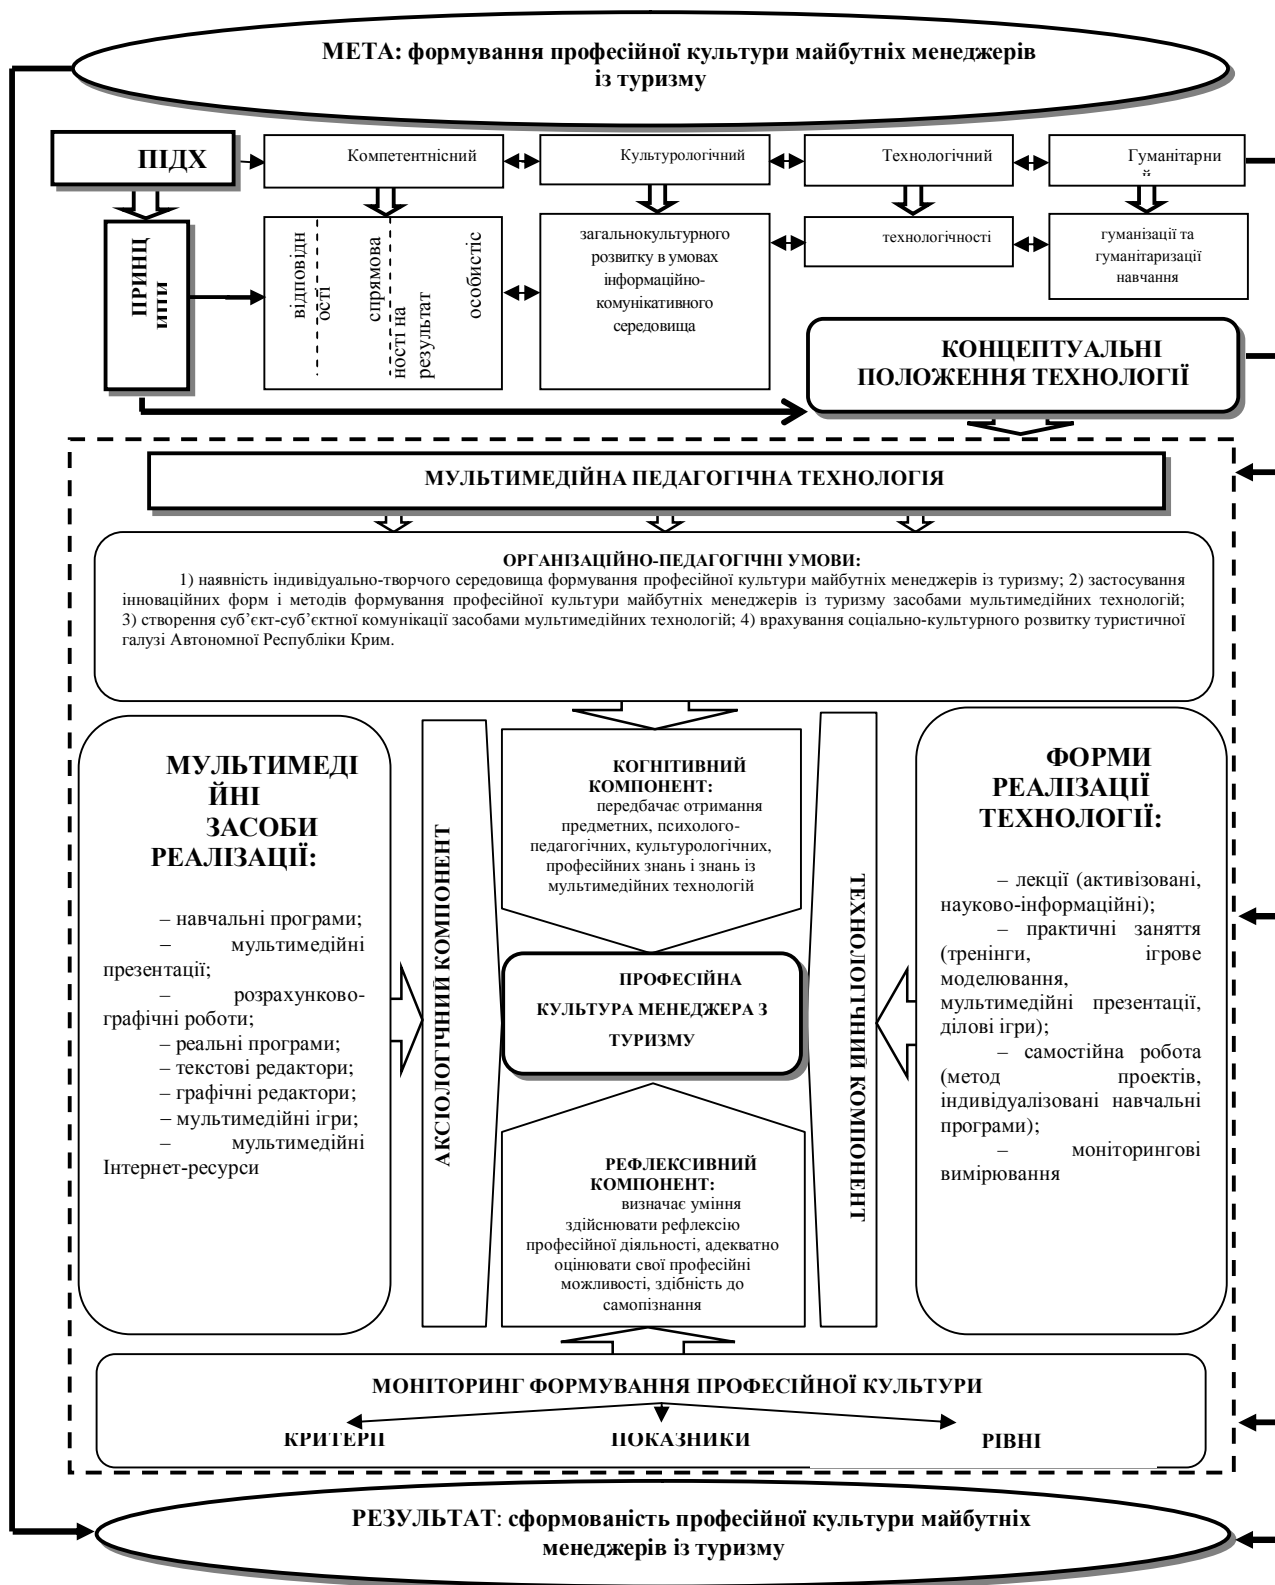 МЕТА: формування професійної культури майбутніх менеджерів
із туризму
ПІДХ
Компетентнісний
Культурологічний
Технологічний
Гуманітарни
й
ПРИНЦ
ИПИ
відповідн
ості
спрямова
ності на
результат
особистіс
загальнокультурного
розвитку в умовах
інформаційно-
комунікативного
середовища
технологічності
гуманізації та
гуманітаризації
навчання
КОНЦЕПТУАЛЬНІ
ПОЛОЖЕННЯ ТЕХНОЛОГІЇ
МУЛЬТИМЕДІЙНА ПЕДАГОГІЧНА ТЕХНОЛОГІЯ
ОРГАНІЗАЦІЙНО-ПЕДАГОГІЧНІ УМОВИ:
1) наявність індивідуально-творчого середовища формування професійної культури майбутніх менеджерів із туризму; 2) застосування
інноваційних форм і методів формування професійної культури майбутніх менеджерів із туризму засобами мультимедійних технологій;
3) створення суб’єкт-суб’єктної комунікації засобами мультимедійних технологій; 4) врахування соціально-культурного розвитку туристичної
галузі Автономної Республіки Крим.
МУЛЬТИМЕДІ
ЙНІ
ЗАСОБИ
РЕАЛІЗАЦІЇ:
– навчальні програми;
– мультимедійні
презентації;
– розрахунково-
графічні роботи;
– реальні програми;
– текстові редактори;
– графічні редактори;
– мультимедійні ігри;
– мультимедійні
Інтернет-ресурси
АКСІОЛОГІЧНИЙ КОМПОНЕНТ
КОГНІТИВНИЙ
КОМПОНЕНТ:
передбачає отримання
предметних, психолого-
педагогічних, культурологічних,
професійних знань і знань із
мультимедійних технологій
ПРОФЕСІЙНА
КУЛЬТУРА МЕНЕДЖЕРА З
ТУРИЗМУ
РЕФЛЕКСИВНИЙ
КОМПОНЕНТ:
визначає уміння
здійснювати рефлексію
професійної діяльності, адекватно
оцінювати свої професійні
можливості, здібність до
самопізнання
ТЕХНОЛОГІЧНИЙ КОМПОНЕНТ
ФОРМИ
РЕАЛІЗАЦІЇ
ТЕХНОЛОГІЇ:
– лекції (активізовані,
науково-інформаційні);
– практичні заняття
(тренінги, ігрове
моделювання,
мультимедійні презентації,
ділові ігри);
– самостійна робота
(метод проектів,
індивідуалізовані навчальні
програми);
– моніторингові
вимірювання
МОНІТОРИНГ ФОРМУВАННЯ ПРОФЕСІЙНОЇ КУЛЬТУРИ
КРИТЕРІЇ
ПОКАЗНИКИ
РІВНІ
РЕЗУЛЬТАТ: сформованість професійної культури майбутніх
менеджерів із туризму